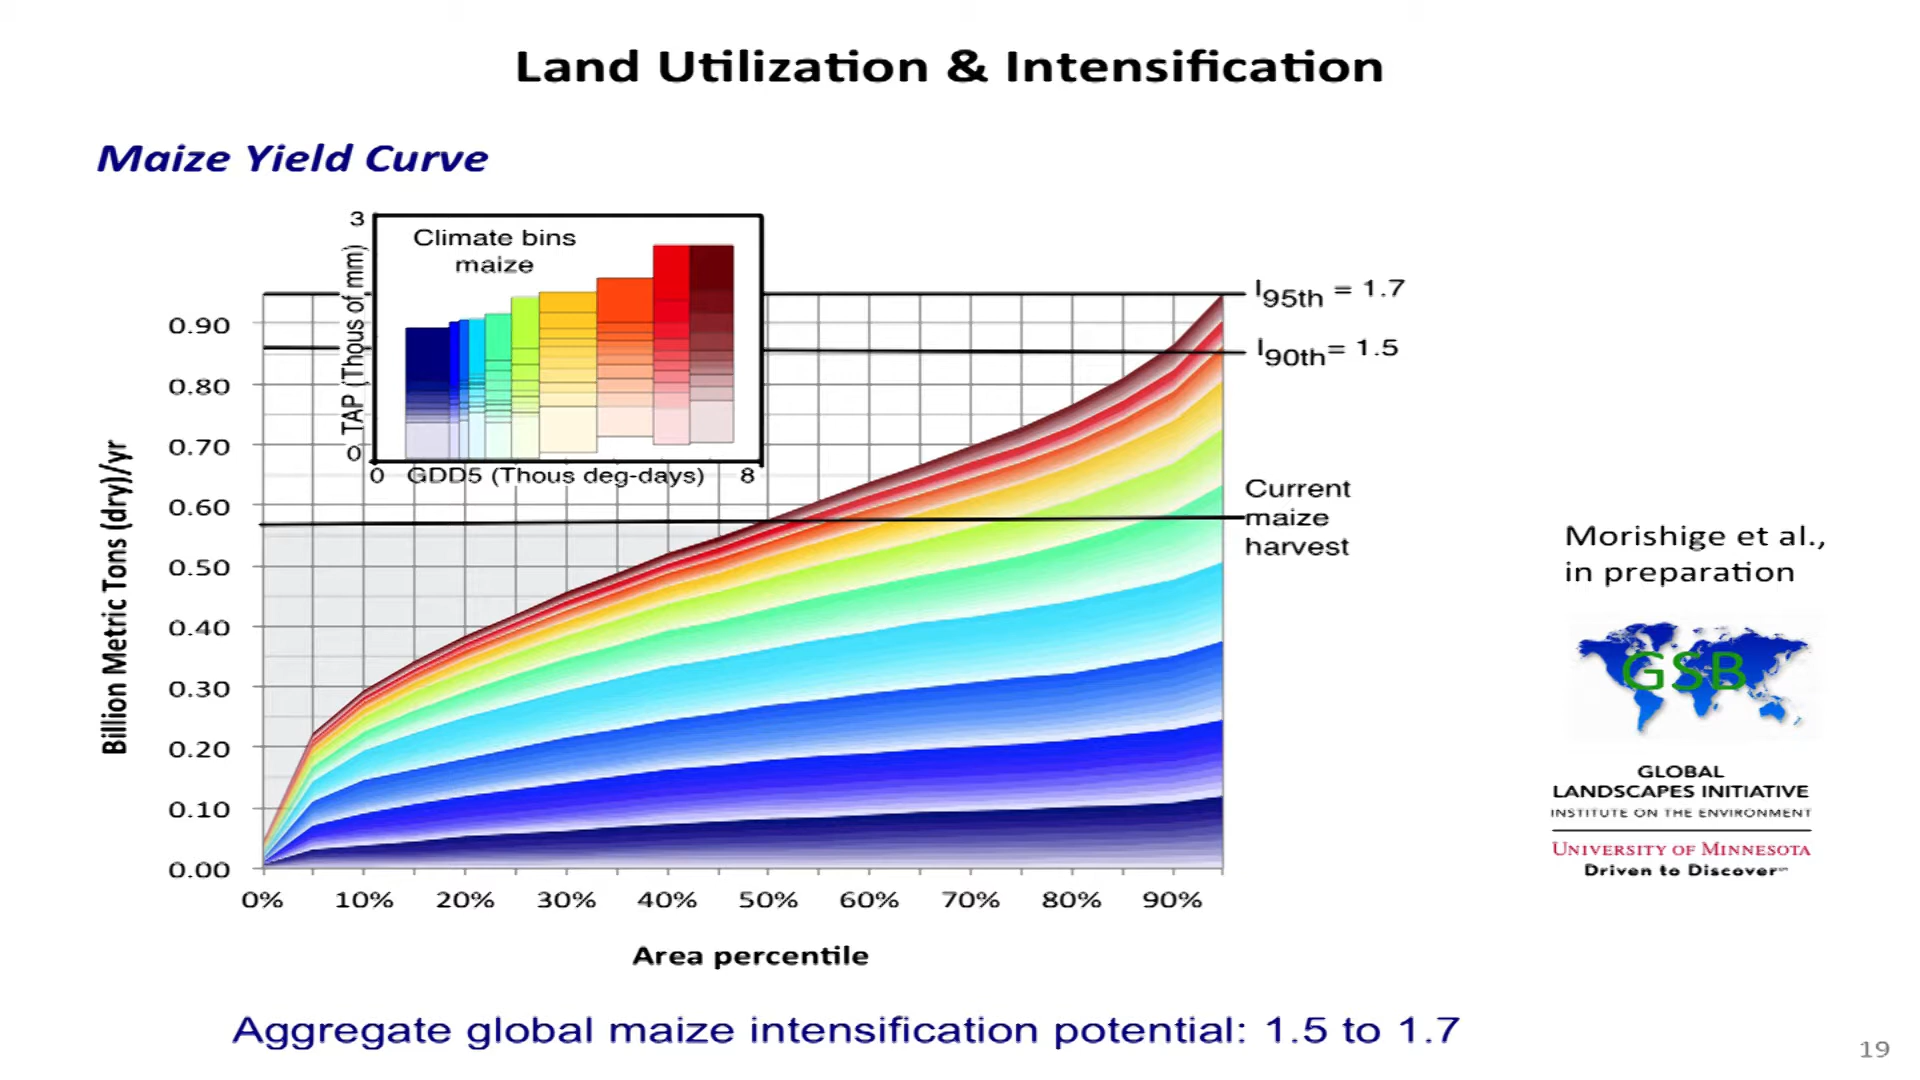 Land Utilization & Intensification
Maize Yield Curve
3
Climate bins
maize
TAP (Thous of mm)
0
0
GDD5 (Thous deg-days)
8
I95th = 1.7
I90th= 1.5
Current
maize
harvest
Billion Metric Tons (dry)/yr
0.90
0.80
0.70
0.60
0.50
0.40
0.30
0.20
0.10
0.00
0% 10% 20% 30% 40% 50% 60% 70% 80% 90%
Area percentile
Morishige et al.,
in preparation
GSB
GLOBAL
LANDSCAPES INITIATIVE
INSTITUTE ON THE ENVIRONMENT
UNIVERSITY OF MINNESOTA
Driven to Discover℠
Aggregate global maize intensification potential: 1.5 to 1.7
19